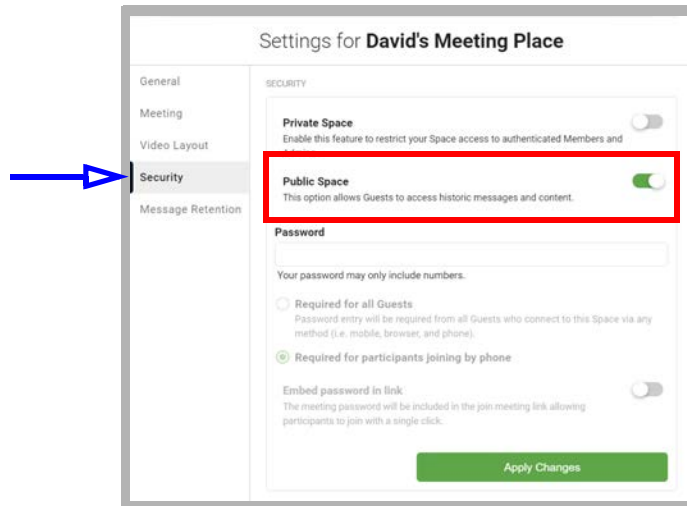 Settings for David's Meeting Place
General
Meeting
Video Layout
Security
Message Retention
SECURITY
Private Space
Enable this feature to restrict your Space access to authenticated Members and
Public Space
This option allows Guests to access historic messages and content.
Password
Your password may only include numbers.
Required for all Guests
Password entry will be required from all Guests who connect to this Space via any
method (i.e. mobile, browser, and phone).
Required for participants joining by phone
Embed password in link
The meeting password will be included in the join meeting link allowing
participants to join with a single click.
Apply Changes